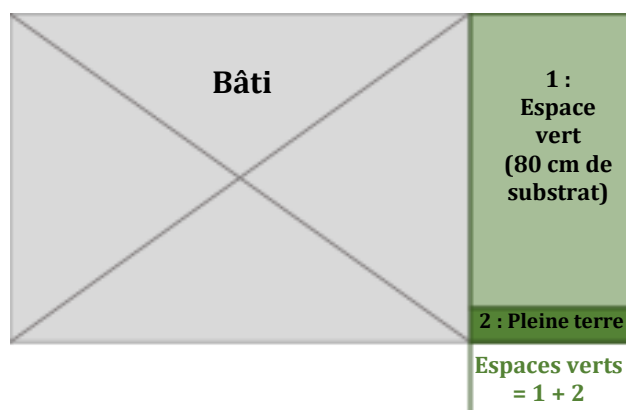 Bâti
1 :
Espace
vert
(80 cm de
substrat)
2 : Pleine terre
Espaces verts
= 1 + 2